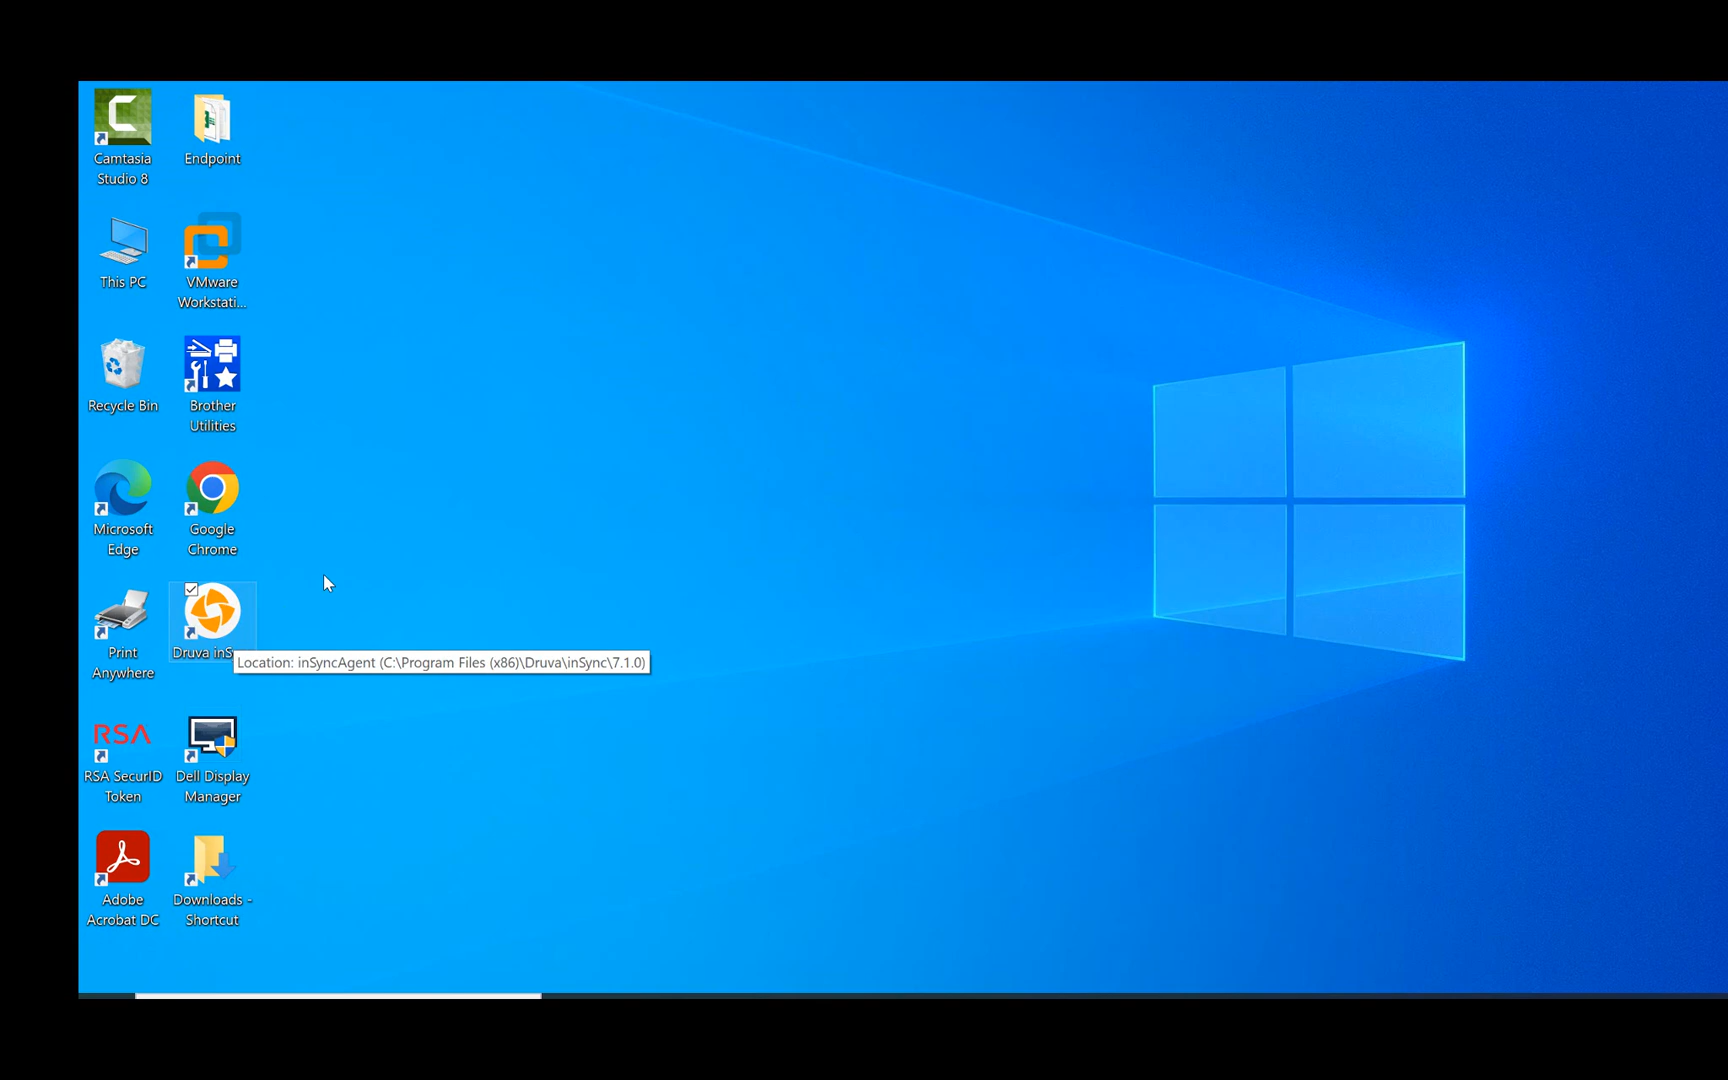 Camtasia
Studio 8
Endpoint
This PC
VMware
Workstati...
Recycle Bin
Brother
Utilities
Microsoft
Edge
Google
Chrome
Print
Anywhere
Druva inS
Location: inSyncAgent (C:\Program Files (x86)\Druva\inSync\7.1.0)
RSA
RSA SecurID
Token
Dell Display
Manager
Adobe
Acrobat DC
Downloads -
Shortcut